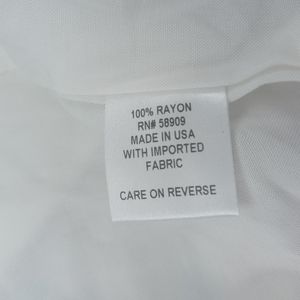 100% RAYON
RN# 58909
MADE IN USA
WITH IMPORTED
FABRIC
CARE ON REVERSE